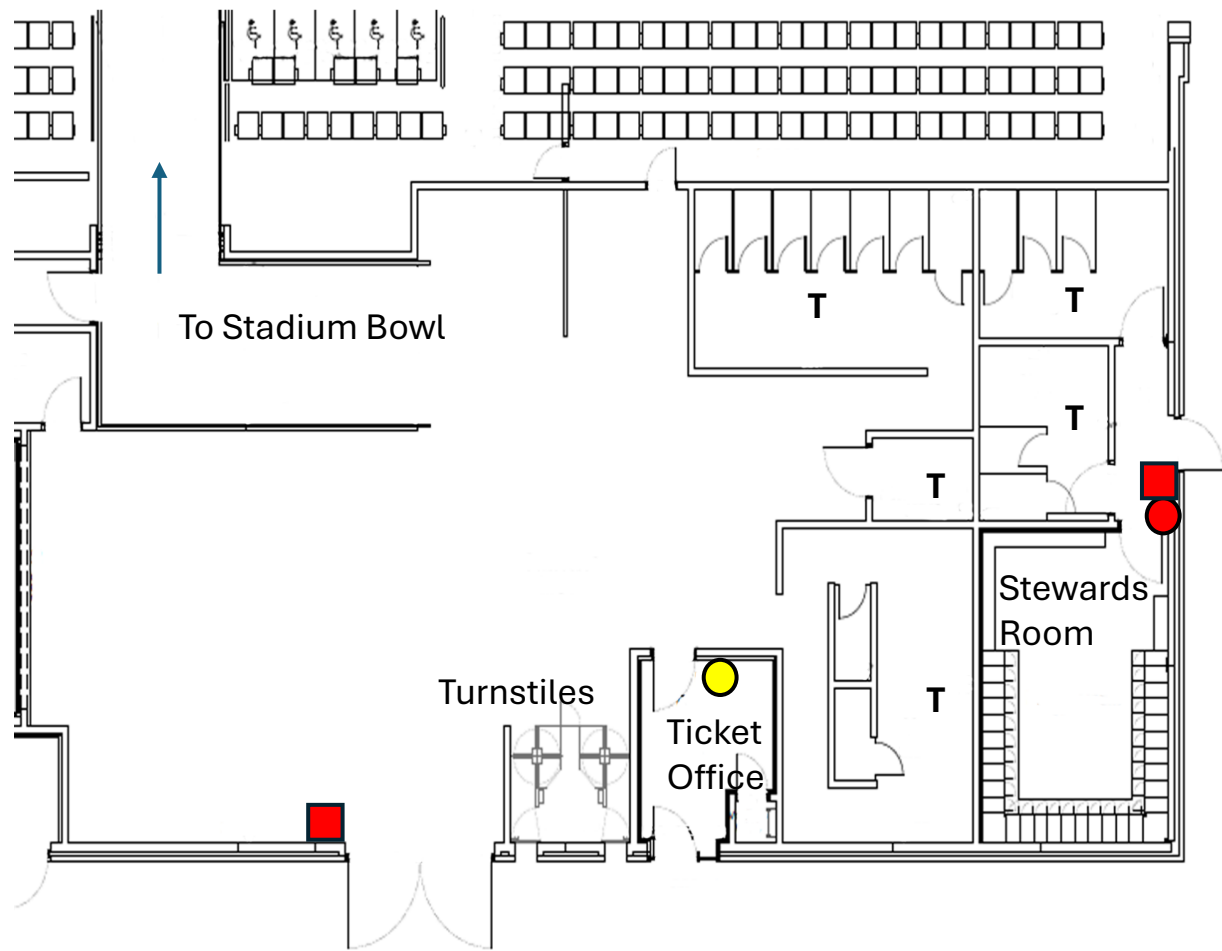 To Stadium Bowl
T
T
T
T
Stewards
Room
Turnstiles
T
Ticket
Office